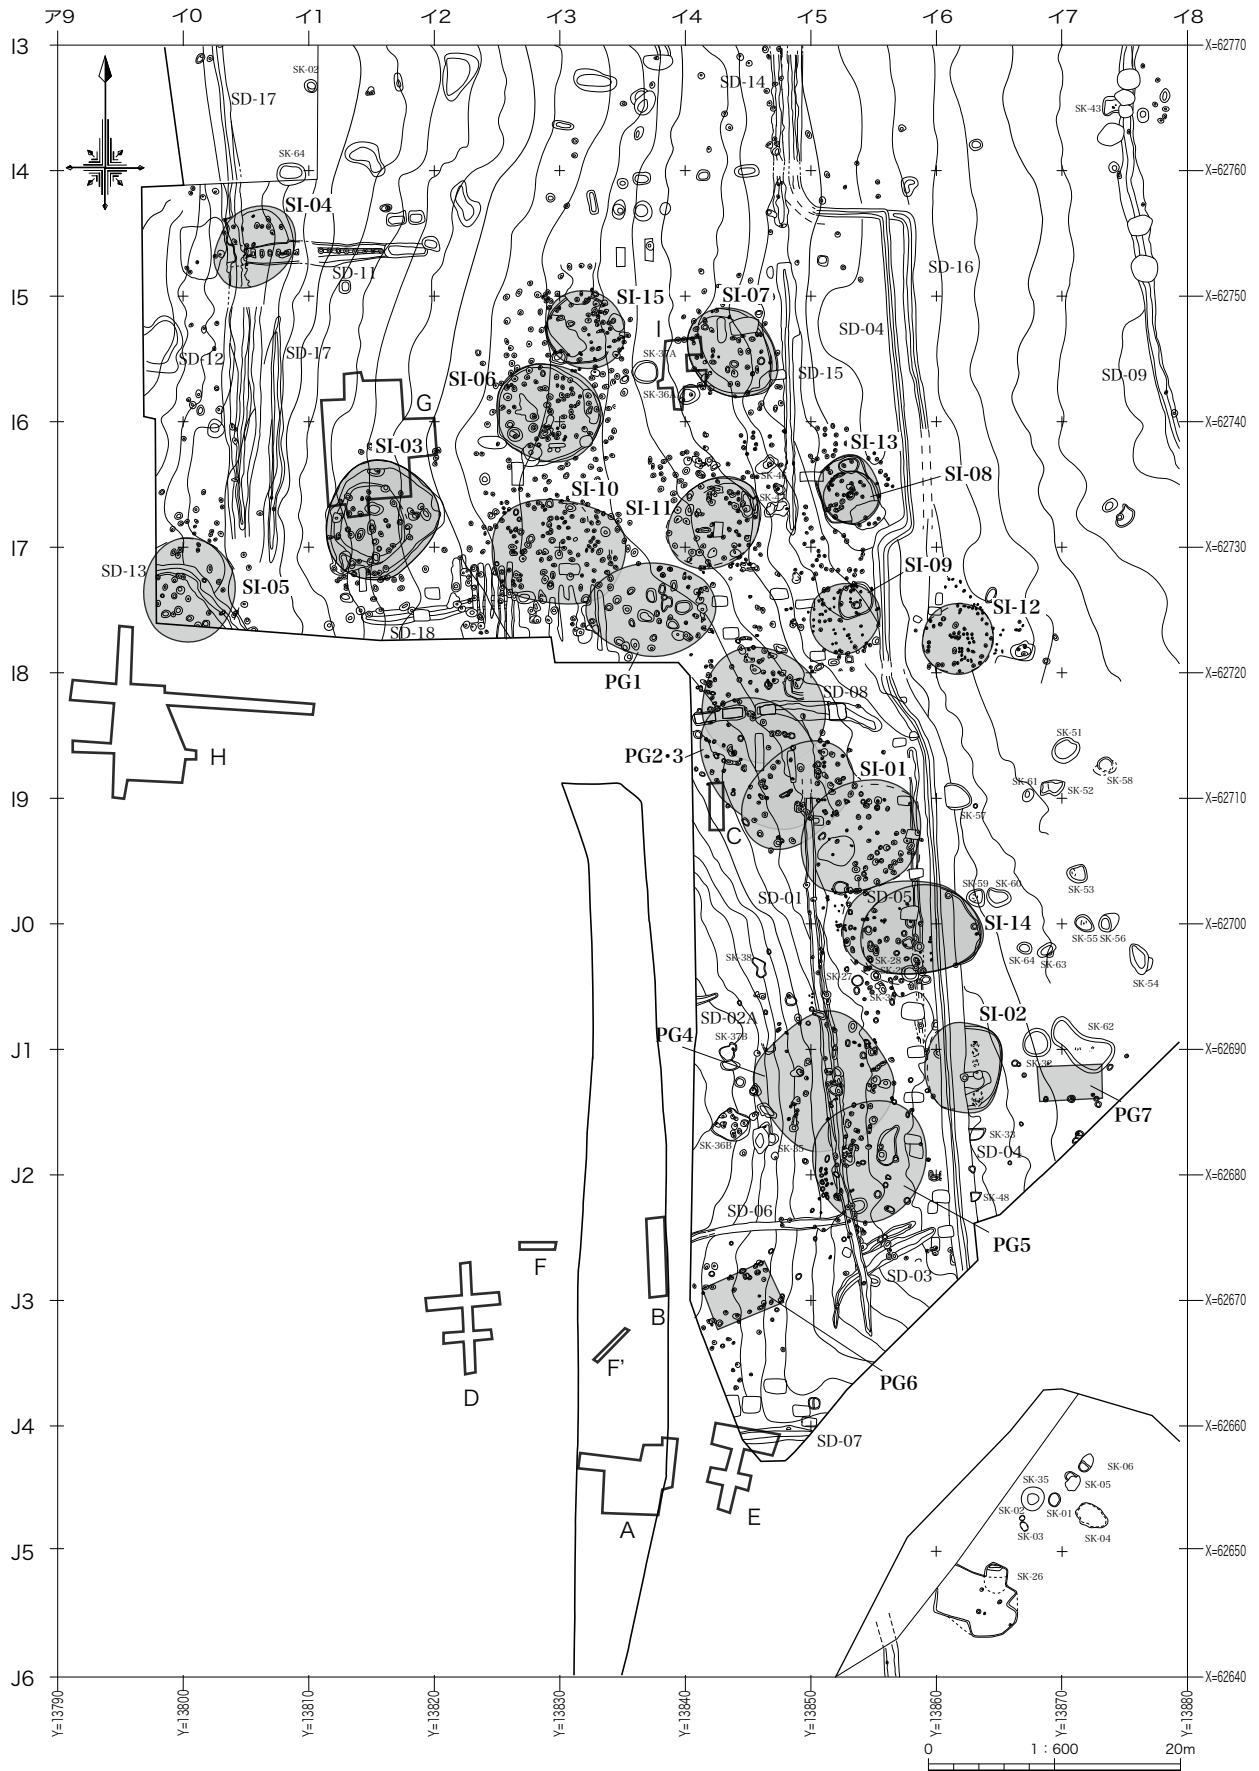 ア9 イ0 イ1 イ2 イ3 イ4 イ5 イ6 イ7 イ8
I3 X=62770
SK-02
SD-17 SD-14
SK-43
SK-64
I4 X=62760
SI-04
SD-11 SD-16
I5 X=62750
SI-15 SI-07
SD-12 SD-17 I SD-04
SK-37A
SI-06 SD-15 SD-09
SK-36A
G
I6 X=62740
SI-03 SI-13
SI-08
SI-10
SI-11
I7 X=62730
SD-13 SI-05 SI-09
SI-12
SD-18
I8 PG1 X=62720
SD-08
H PG2・3 SI-01
SK-51
SK-58
SK-61 SK-52
I9 X=62710
SK-57
C
SK-53
SD-01 SD-05 SK-59 SK-60
J0 SI-14 X=62700
SK-55 SK-56
SK-64 SK-63
SK-38 SK-28
SK-27
SK-54
SD-02A SI-02
PG4 SK-37B SK-62
J1 X=62690
SK-32
PG7
SK-33
SK-36B SK-35 SD-04
J2 X=62680
SK-48
SD-06
PG5
F SD-03
J3 B X=62670
F'
D PG6
J4 X=62660
SD-07
SK-06
SK-35 SK-05
SK-02 SK-01
A E SK-03 SK-04
J5 X=62650
SK-26
J6 X=62640
Y=13790 Y=13800 Y=13810 Y=13820 Y=13830 Y=13840 Y=13850 Y=13860 Y=13870 Y=13880
0 1：600 20m